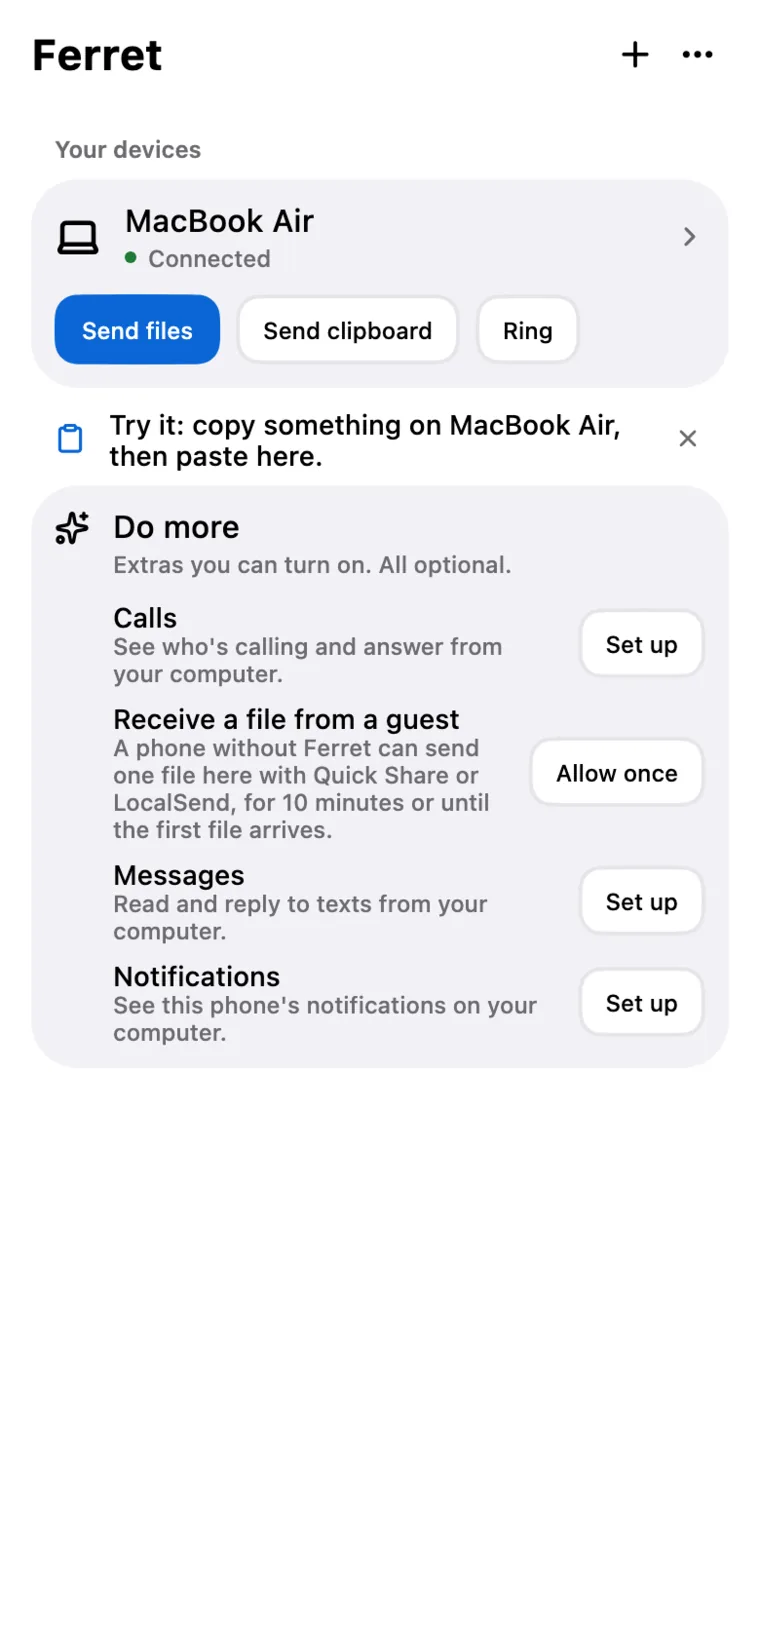 Ferret
Your devices
MacBook Air
Connected
Send files
Send clipboard
Ring
Try it: copy something on MacBook Air,
then paste here.
Do more
Extras you can turn on. All optional.
Calls
See who's calling and answer from
your computer.
Set up
Receive a file from a guest
A phone without Ferret can send
one file here with Quick Share or
LocalSend, for 10 minutes or until
the first file arrives.
Allow once
Messages
Read and reply to texts from your
computer.
Set up
Notifications
See this phone's notifications on your
computer.
Set up